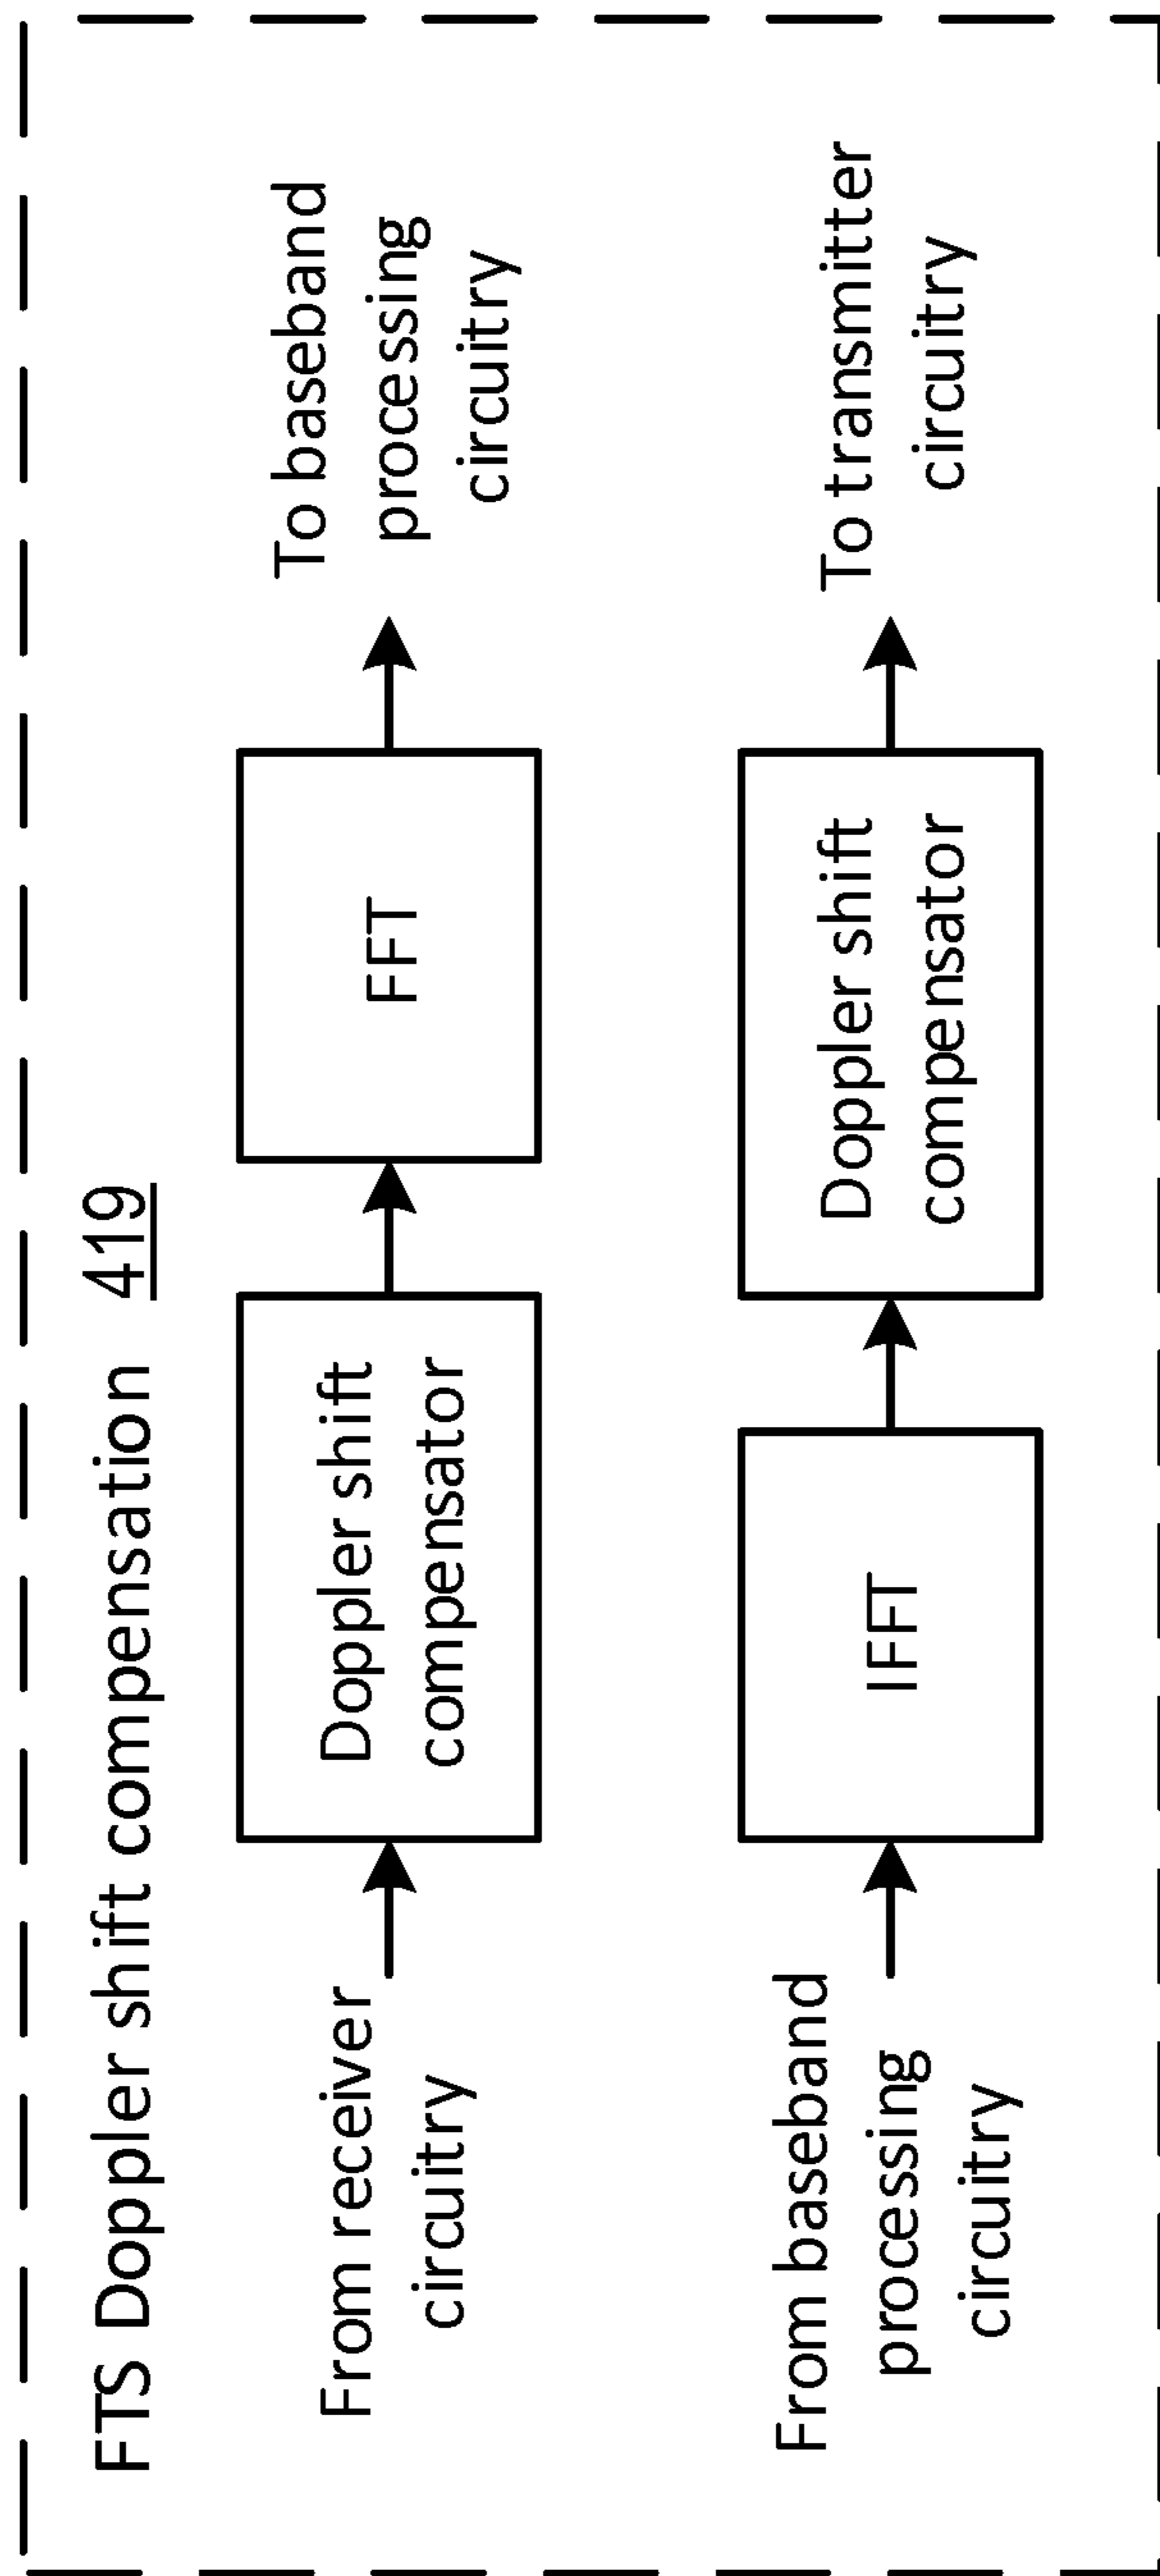 FTS Doppler shift compensation 419
From receiver
circuitry
Doppler shift
compensator
FFT
To baseband
processing
circuitry
From baseband
processing
circuitry
IFFT
Doppler shift
compensator
To transmitter
circuitry